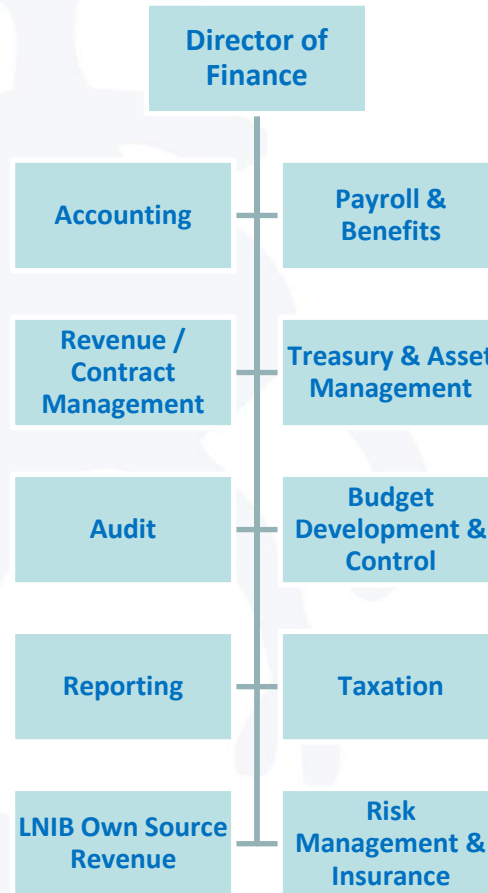 Director of
Finance
Accounting
Payroll &
Benefits
Revenue /
Contract
Management
Treasury & Asset
Management
Audit
Budget
Development &
Control
Reporting
Taxation
LNIB Own Source
Revenue
Risk
Management &
Insurance